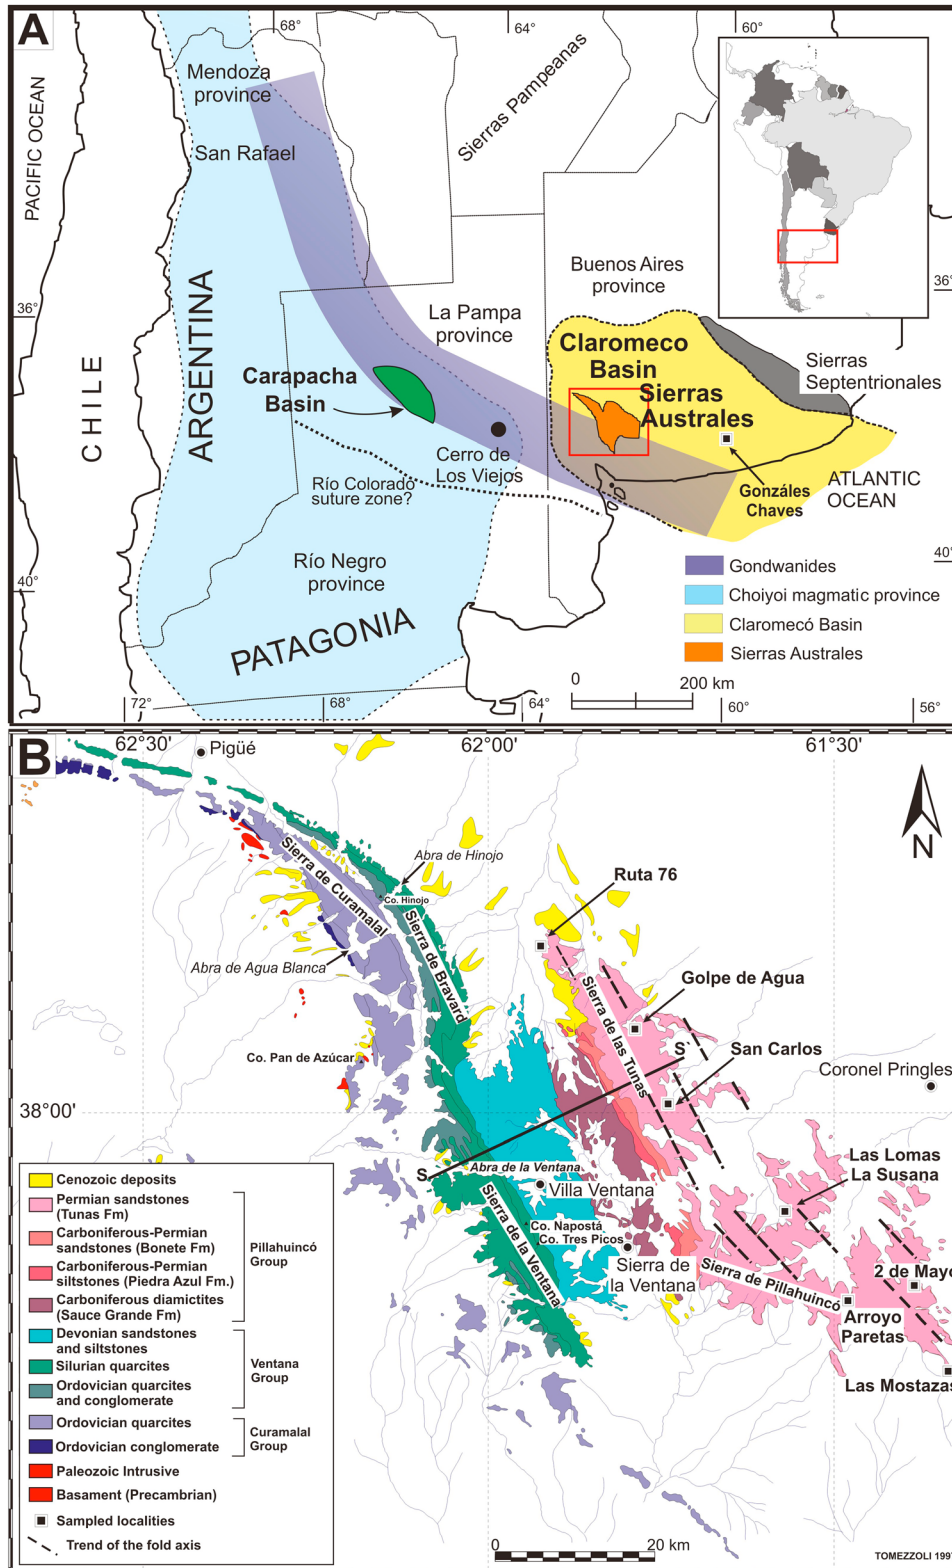 A
68°
64°
60°
PACIFIC OCEAN
Mendoza
province
San Rafael
Sierras Pampeanas
36°
36°
Buenos Aires
province
La Pampa
province
CHILE
ARGENTINA
Claromeco
Basin
Sierras
Australes
Sierras
Septentrionales
Carapacha
Basin
Cerro de
Los Viejos
Río Colorado
suture zone?
Gonzáles
Chaves
ATLANTIC
OCEAN
Río Negro
province
40°
40°
PATAGONIA
Gondwanides
Choiyoi magmatic province
Claromecó Basin
Sierras Australes
0
200 km
72°
68°
64°
60°
56°
B
62°30'
62°00'
61°30'
Pigüé
N
Abra de Hinojo
Sierra de Curamalal
Co. Hinojo
Ruta 76
Sierra de Bravard
Abra de Agua Blanca
Golpe de Agua
Sierra de las Tunas
Co. Pan de Azúcar
S'
San Carlos
Coronel Pringles
38°00'
Las Lomas
La Susana
S
Abra de la Ventana
Villa Ventana
Sierra de la Ventana
Co. Napostá
Co. Tres Picos
Sierra de
la Ventana
Sierra de Pillahuincó
2 de Mayo
Arroyo
Paretas
Las Mostazas
Cenozoic deposits
Permian sandstones
(Tunas Fm)
Carboniferous-Permian
sandstones (Bonete Fm)
Carboniferous-Permian
siltstones (Piedra Azul Fm.)
Carboniferous diamictites
(Sauce Grande Fm)
Pillahuincó
Group
Devonian sandstones
and siltstones
Silurian quarcites
Ordovician quarcites
and conglomerate
Ventana
Group
Ordovician quarcites
Ordovician conglomerate
Curamalal
Group
Paleozoic Intrusive
Basament (Precambrian)
Sampled localities
Trend of the fold axis
0
20 km